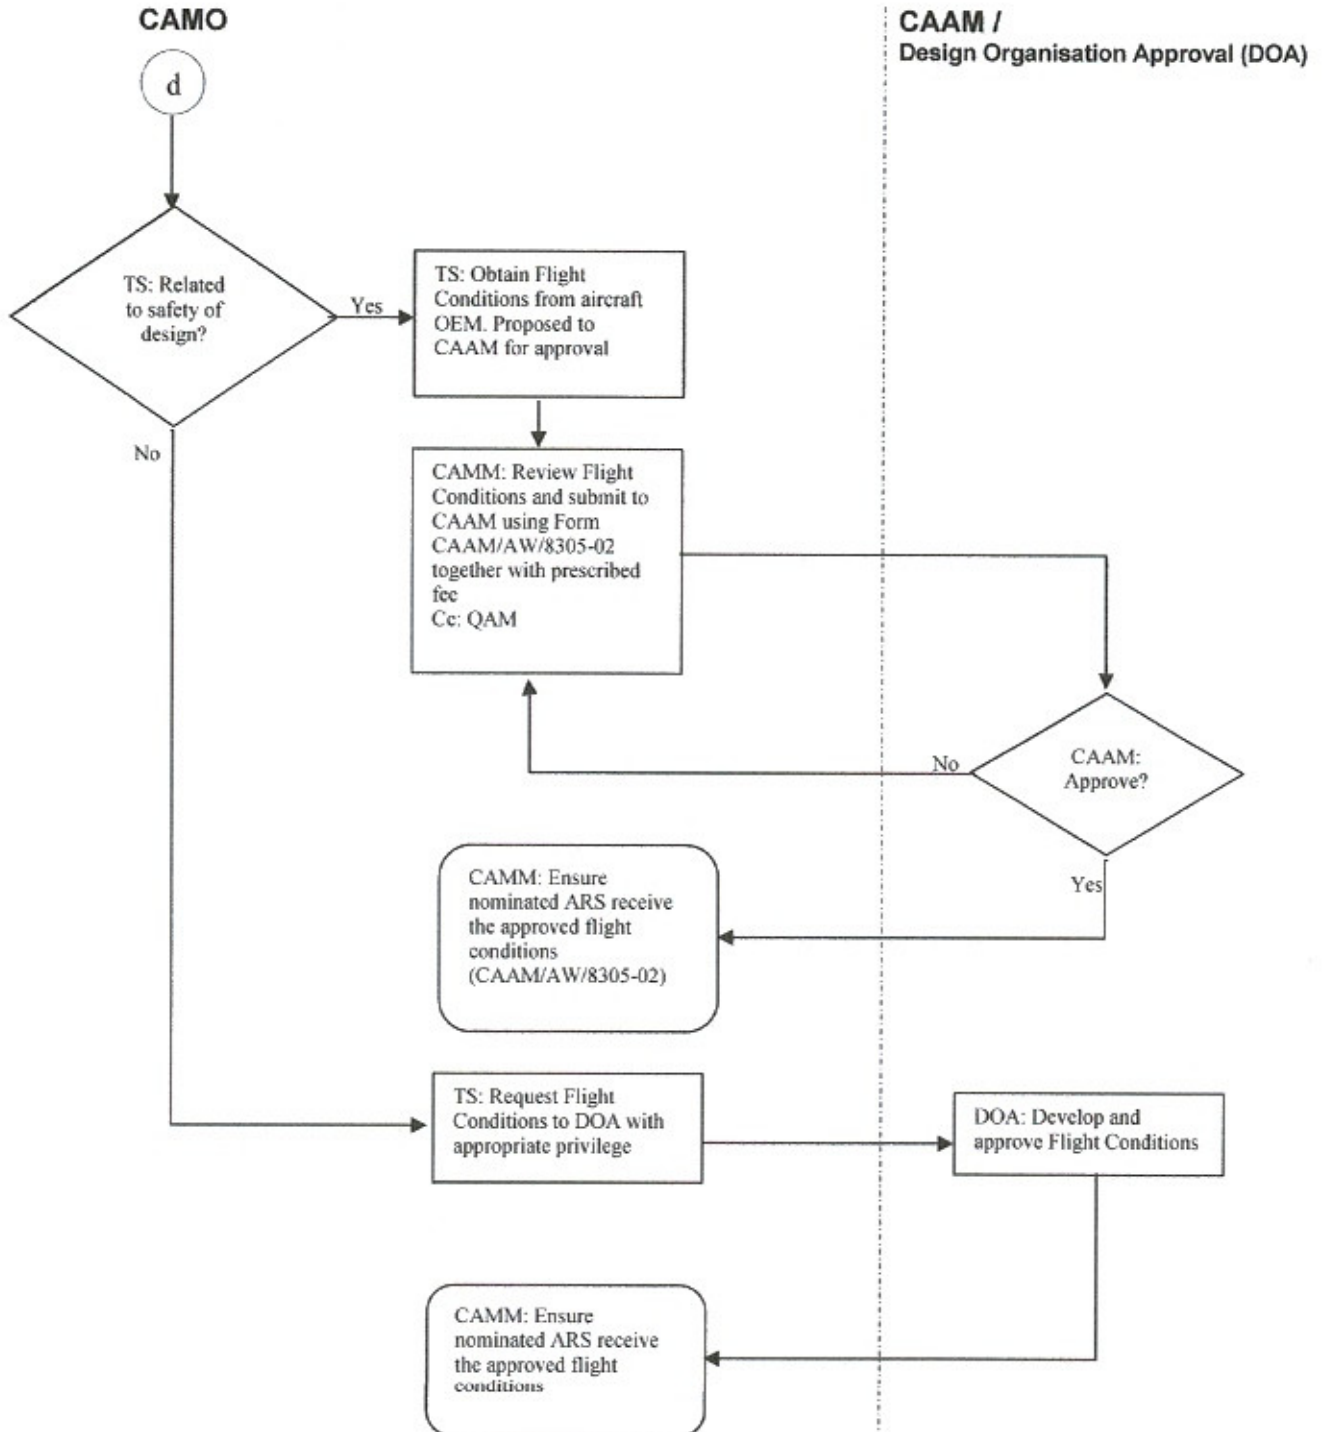 CAMO
CAAM /
Design Organisation Approval (DOA)
d
TS: Related
to safety of
design?
Yes
TS: Obtain Flight
Conditions from aircraft
OEM. Proposed to
CAAM for approval
No
CAMM: Review Flight
Conditions and submit to
CAAM using Form
CAAM/AW/8305-02
together with prescribed
fee
Cc: QAM
No
CAAM:
Approve?
Yes
CAMM: Ensure
nominated ARS receive
the approved flight
conditions
(CAAM/AW/8305-02)
TS: Request Flight
Conditions to DOA with
appropriate privilege
DOA: Develop and
approve Flight Conditions
CAMM: Ensure
nominated ARS receive
the approved flight
conditions